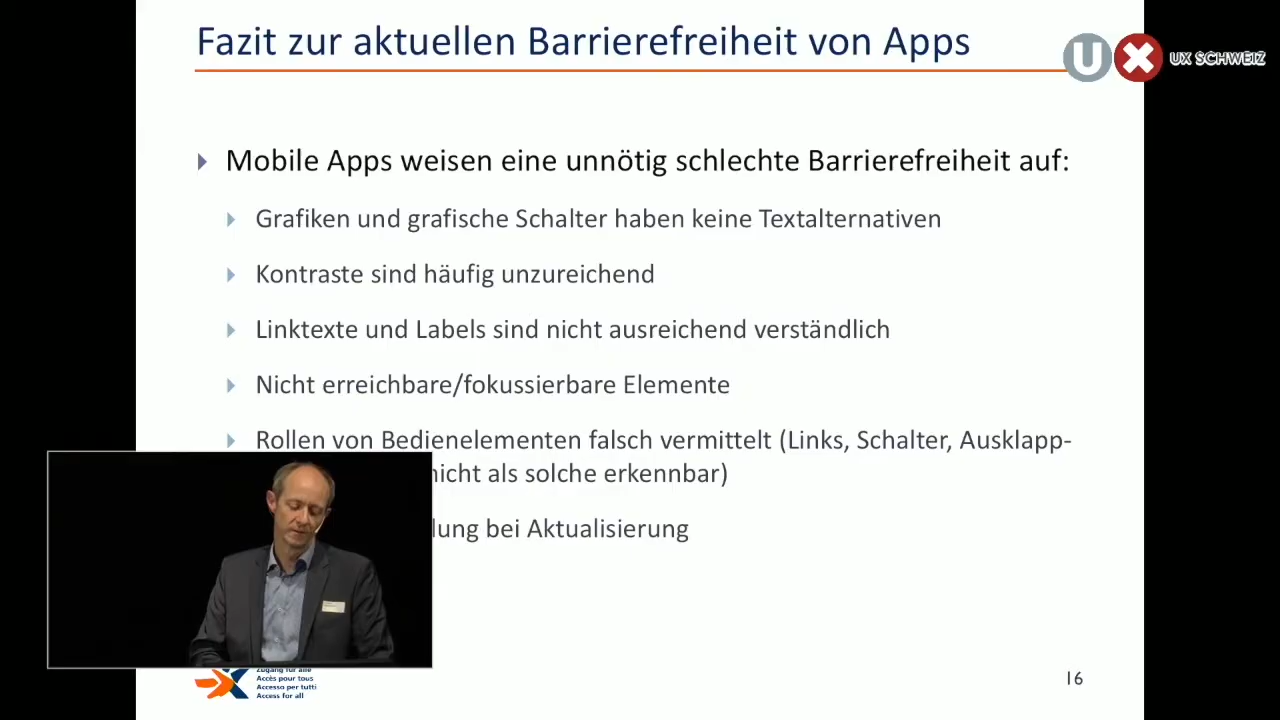 Fazit zur aktuellen Barrierefreiheit von Apps
UX SCHWEIZ
Mobile Apps weisen eine unnötig schlechte Barrierefreiheit auf:
Grafiken und grafische Schalter haben keine Textalternativen
Kontraste sind häufig unzureichend
Linktexte und Labels sind nicht ausreichend verständlich
Nicht erreichbare/fokussierbare Elemente
Rollen von Bedienelementen falsch vermittelt (Links, Schalter, Ausklapp-
nicht als solche erkennbar)
bei Aktualisierung
Zugang für alle
Accès pour tous
Accesso per tutti
Access for all
16